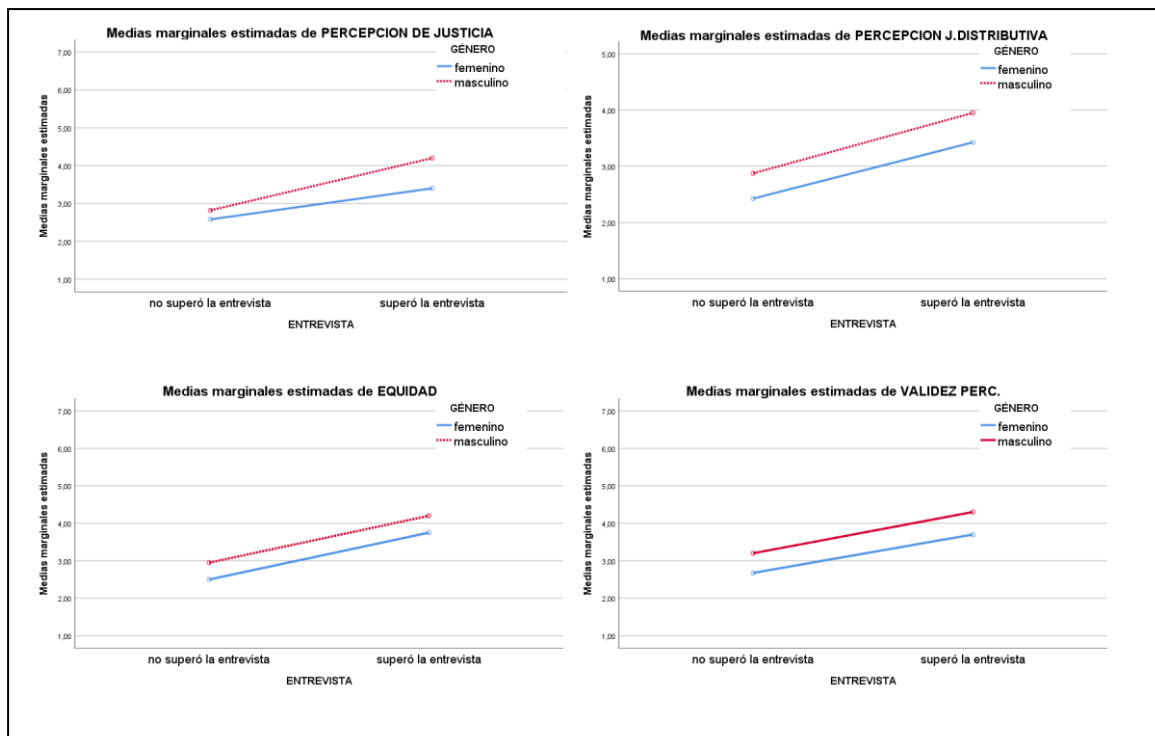 Medias marginales estimadas de PERCEPCION DE JUSTICIA
GÉNERO
femenino
masculino
7,00
6,00
5,00
4,00
3,00
2,00
1,00
Medias marginales estimadas
no superó la entrevista
superó la entrevista
ENTREVISTA
Medias marginales estimadas de PERCEPCION J.DISTRIBUTIVA
GÉNERO
femenino
masculino
5,00
4,00
3,00
2,00
1,00
Medias marginales estimadas
no superó la entrevista
superó la entrevista
ENTREVISTA
Medias marginales estimadas de EQUIDAD
GÉNERO
femenino
masculino
7,00
6,00
5,00
4,00
3,00
2,00
1,00
Medias marginales estimadas
no superó la entrevista
superó la entrevista
ENTREVISTA
Medias marginales estimadas de VALIDEZ PERC.
GÉNERO
femenino
masculino
7,00
6,00
5,00
4,00
3,00
2,00
1,00
Medias marginales estimadas
no superó la entrevista
superó la entrevista
ENTREVISTA